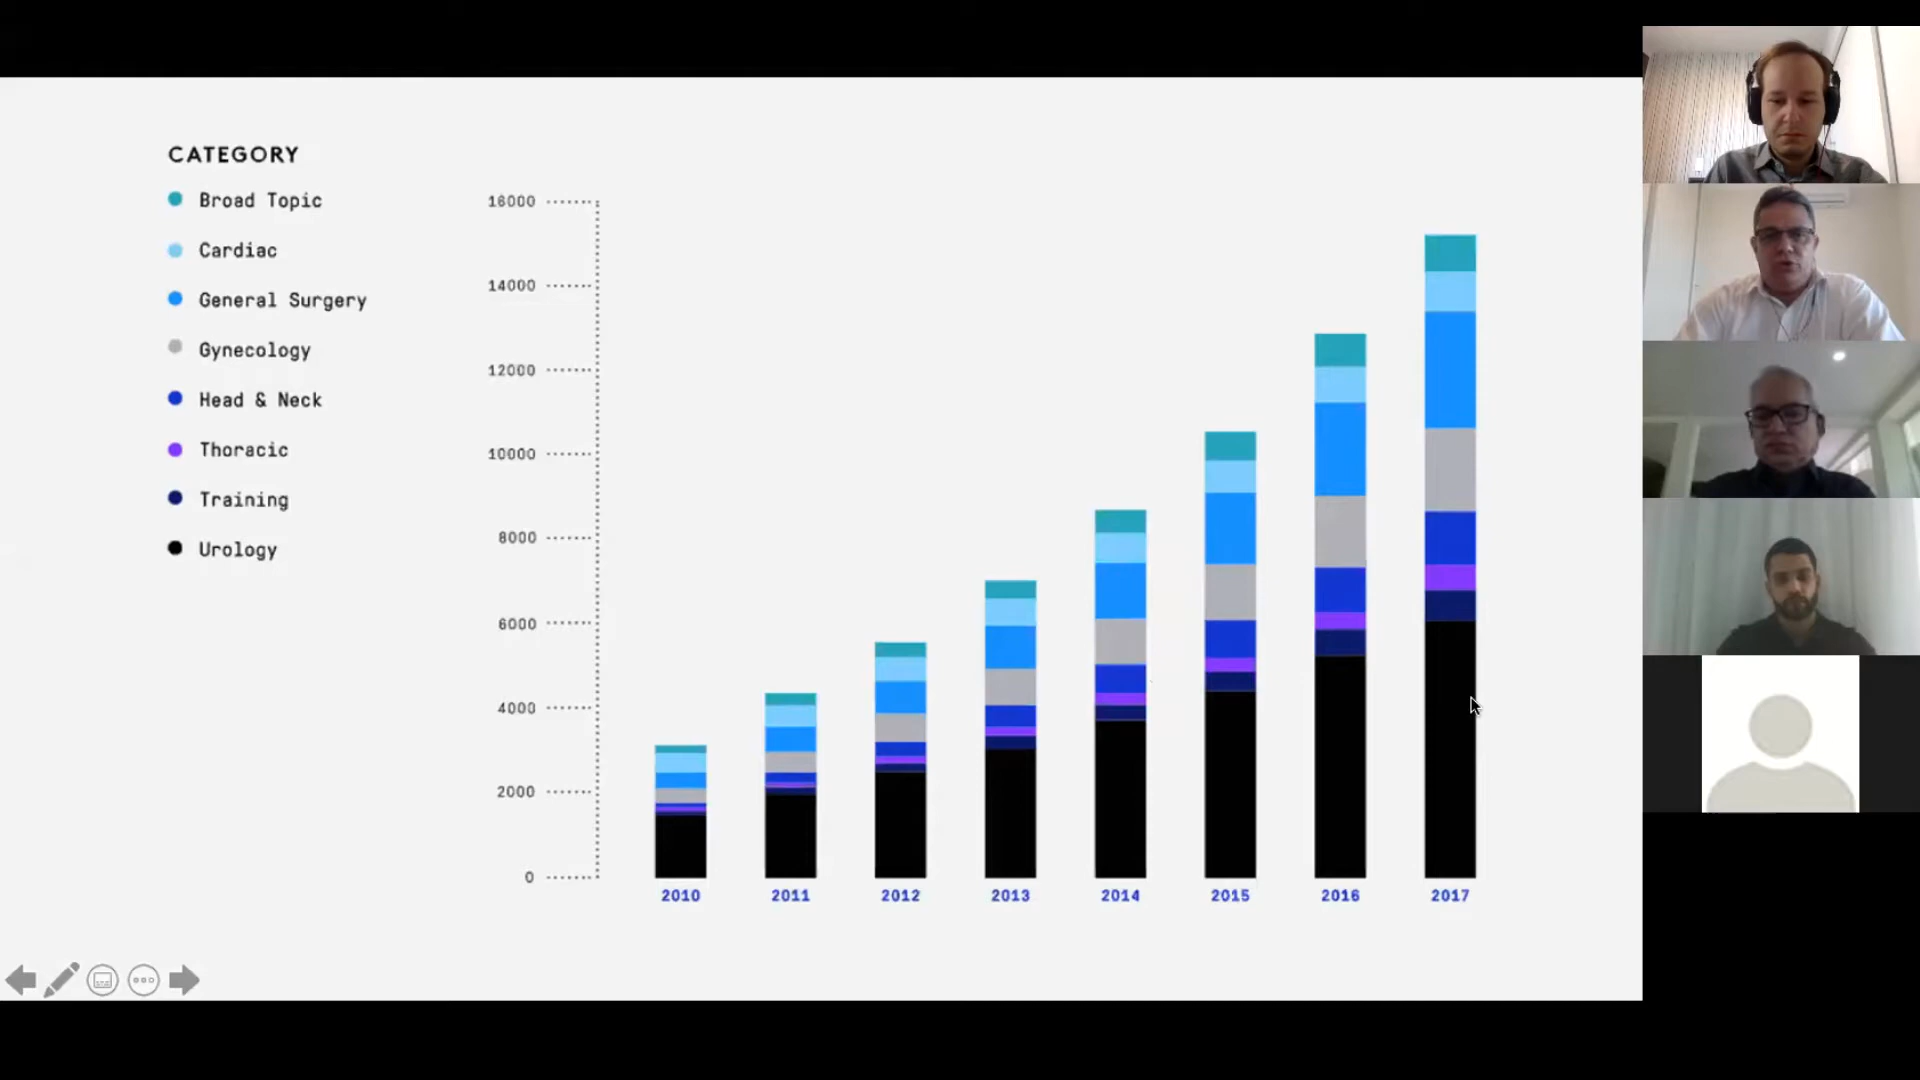 CATEGORY
Broad Topic
Cardiac
General Surgery
Gynecology
Head & Neck
Thoracic
Training
Urology
16000
14000
12000
10000
8000
6000
4000
2000
0
2010 2011 2012 2013 2014 2015 2016 2017